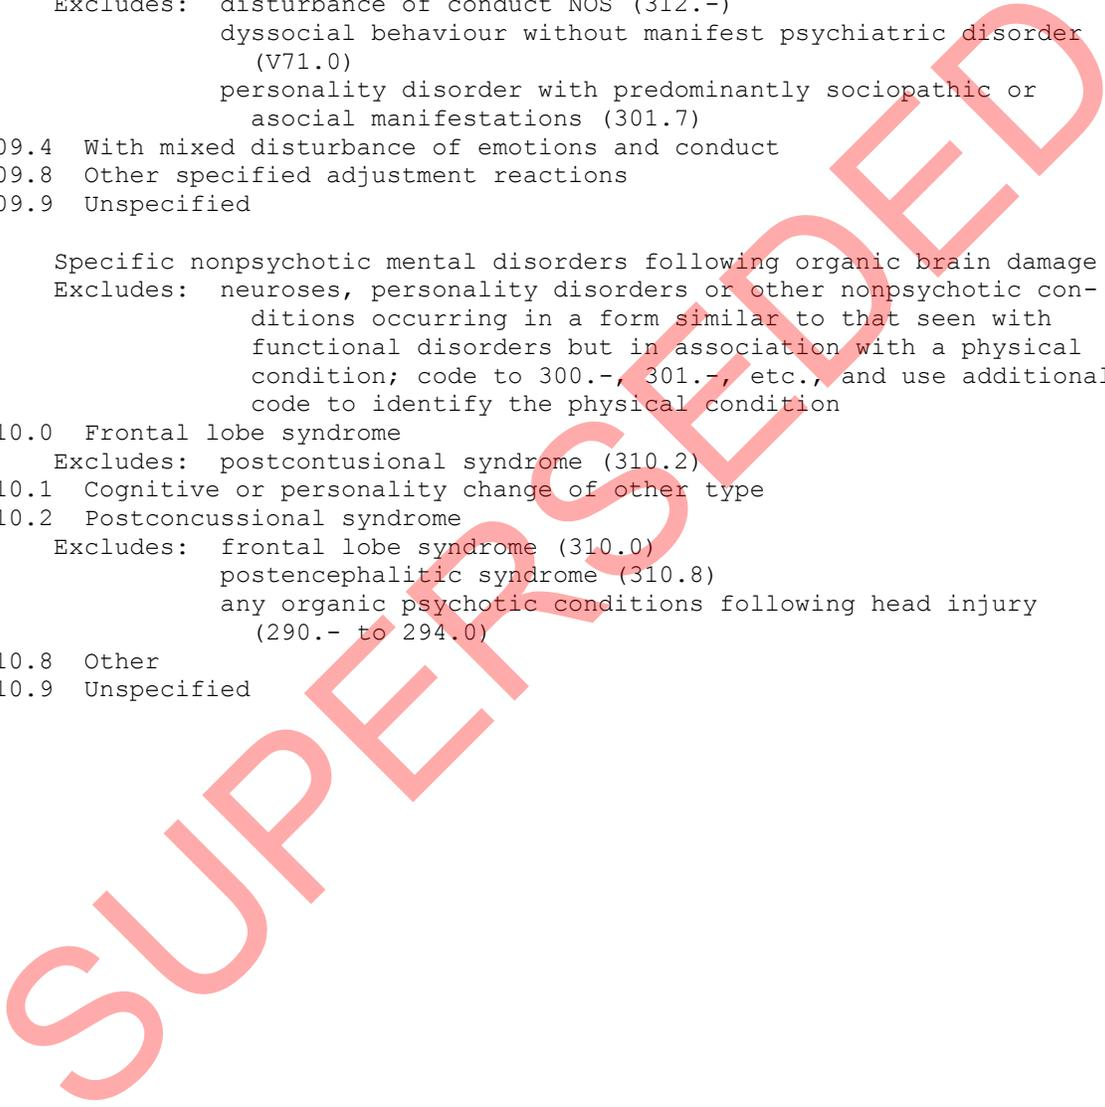 Excludes:  disturbance of conduct NOS (312.-)
dyssocial behaviour without manifest psychiatric disorder
(V71.0)
personality disorder with predominantly sociopathic or
asocial manifestations (301.7)
09.4  With mixed disturbance of emotions and conduct
09.8  Other specified adjustment reactions
09.9  Unspecified
Specific nonpsychotic mental disorders following organic brain damage
Excludes:  neuroses, personality disorders or other nonpsychotic con-
ditions occurring in a form similar to that seen with
functional disorders but in association with a physical
condition; code to 300.-, 301.-, etc., and use additional
code to identify the physical condition
10.0  Frontal lobe syndrome
Excludes:  postcontusional syndrome (310.2)
10.1  Cognitive or personality change of other type
10.2  Postconcussional syndrome
Excludes:  frontal lobe syndrome (310.0)
postencephalitic syndrome (310.8)
any organic psychotic conditions following head injury
(290.- to 294.0)
10.8  Other
10.9  Unspecified
SUPERSEDED